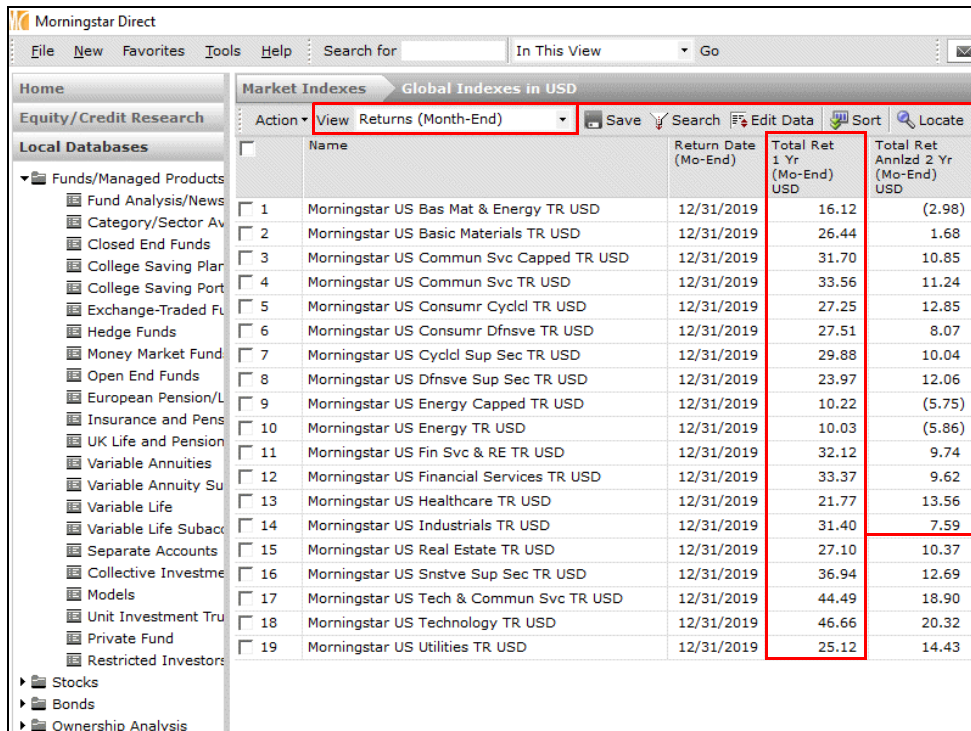 Morningstar Direct
File New Favorites Tools Help Search for In This View Go
Home
Equity/Credit Research
Local Databases
Funds/Managed Products
Fund Analysis/News
Category/Sector Av
Closed End Funds
College Saving Plan
College Saving Port
Exchange-Traded Fu
Hedge Funds
Money Market Fund
Open End Funds
European Pension/L
Insurance and Pens
UK Life and Pension
Variable Annuities
Variable Annuity Su
Variable Life
Variable Life Subacc
Separate Accounts
Collective Investme
Models
Unit Investment Tru
Private Fund
Restricted Investors
Stocks
Bonds
Ownership Analysis
Market Indexes Global Indexes in USD
Action View Returns (Month-End) Save Search Edit Data Sort Locate
Name Return Date Total Ret Total Ret
(Mo-End) 1 Yr Annlzd 2 Yr
(Mo-End) (Mo-End)
USD USD
1 Morningstar US Bas Mat & Energy TR USD 12/31/2019 16.12 (2.98)
2 Morningstar US Basic Materials TR USD 12/31/2019 26.44 1.68
3 Morningstar US Commun Svc Capped TR USD 12/31/2019 31.70 10.85
4 Morningstar US Commun Svc TR USD 12/31/2019 33.56 11.24
5 Morningstar US Consumr Cyclcl TR USD 12/31/2019 27.25 12.85
6 Morningstar US Consumr Dfnsve TR USD 12/31/2019 27.51 8.07
7 Morningstar US Cyclcl Sup Sec TR USD 12/31/2019 29.88 10.04
8 Morningstar US Dfnsve Sup Sec TR USD 12/31/2019 23.97 12.06
9 Morningstar US Energy Capped TR USD 12/31/2019 10.22 (5.75)
10 Morningstar US Energy TR USD 12/31/2019 10.03 (5.86)
11 Morningstar US Fin Svc & RE TR USD 12/31/2019 32.12 9.74
12 Morningstar US Financial Services TR USD 12/31/2019 33.37 9.62
13 Morningstar US Healthcare TR USD 12/31/2019 21.77 13.56
14 Morningstar US Industrials TR USD 12/31/2019 31.40 7.59
15 Morningstar US Real Estate TR USD 12/31/2019 27.10 10.37
16 Morningstar US Snstve Sup Sec TR USD 12/31/2019 36.94 12.69
17 Morningstar US Tech & Commun Svc TR USD 12/31/2019 44.49 18.90
18 Morningstar US Technology TR USD 12/31/2019 46.66 20.32
19 Morningstar US Utilities TR USD 12/31/2019 25.12 14.43